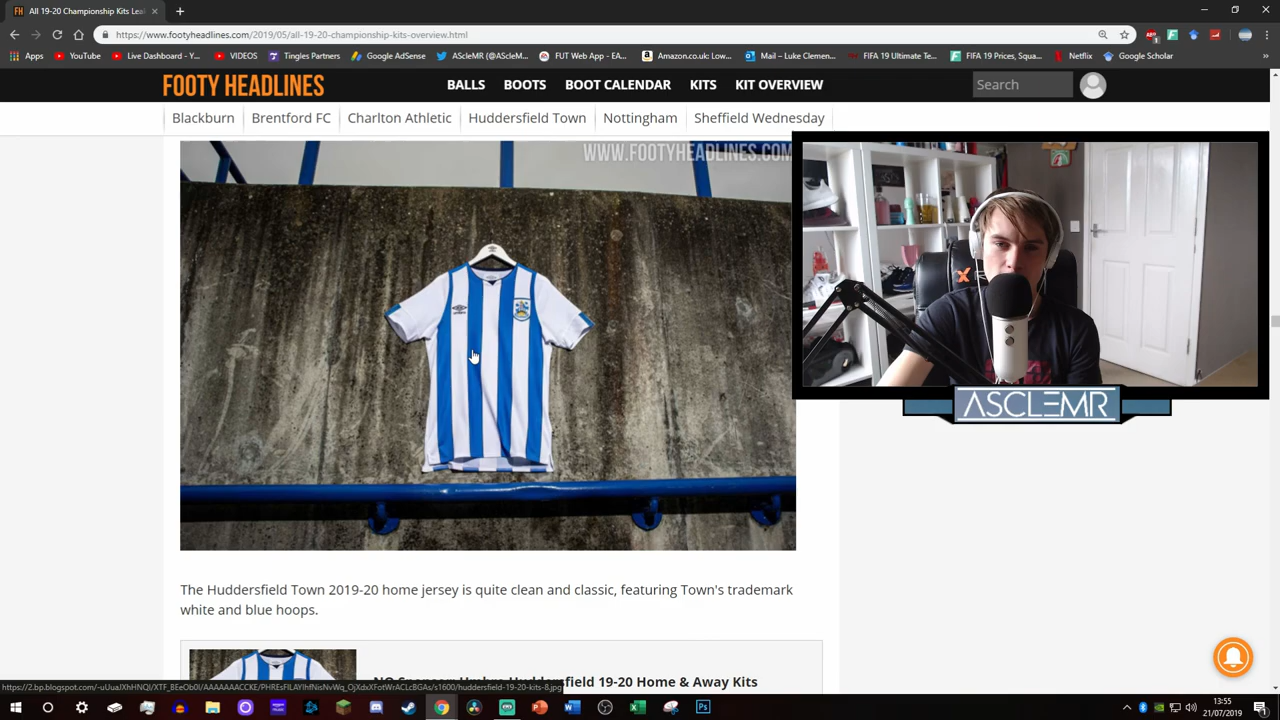 All 19-20 Championship Kits Lea
https://www.footyheadlines.com/2019/05/all-19-20-championship-kits-overview.html
Apps YouTube Live Dashboard - Y... VIDEOS Tingles Partners Google AdSense AScleMR (@AScleM... FUT Web App - EA... Amazon.co.uk: Low... Mail – Luke Clemen... FIFA 19 Ultimate Te... FIFA 19 Prices, Squa... Netflix Google Scholar
FOOTY HEADLINES BALLS BOOTS BOOT CALENDAR KITS KIT OVERVIEW Search
Blackburn Brentford FC Charlton Athletic Huddersfield Town Nottingham Sheffield Wednesday
WWW.FOOTYHEADLINES.COM
ASCLEMR
The Huddersfield Town 2019-20 home jersey is quite clean and classic, featuring Town's trademark
white and blue hoops.
NO Sponsor: Umbro Huddersfield 19-20 Home & Away Kits
13:55
21/07/2019